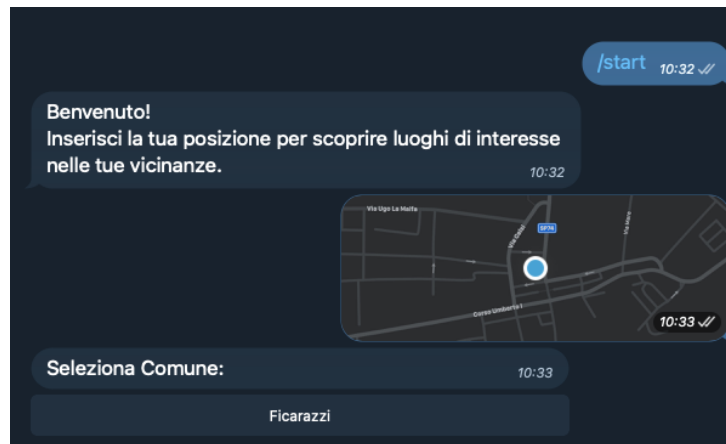 /start 10:32
Benvenuto!
Inserisci la tua posizione per scoprire luoghi di interesse
nelle tue vicinanze.
10:32
Via Ugo La Malfa
SP74
Corso Umberto I
10:33
Seleziona Comune:
10:33
Ficarazzi